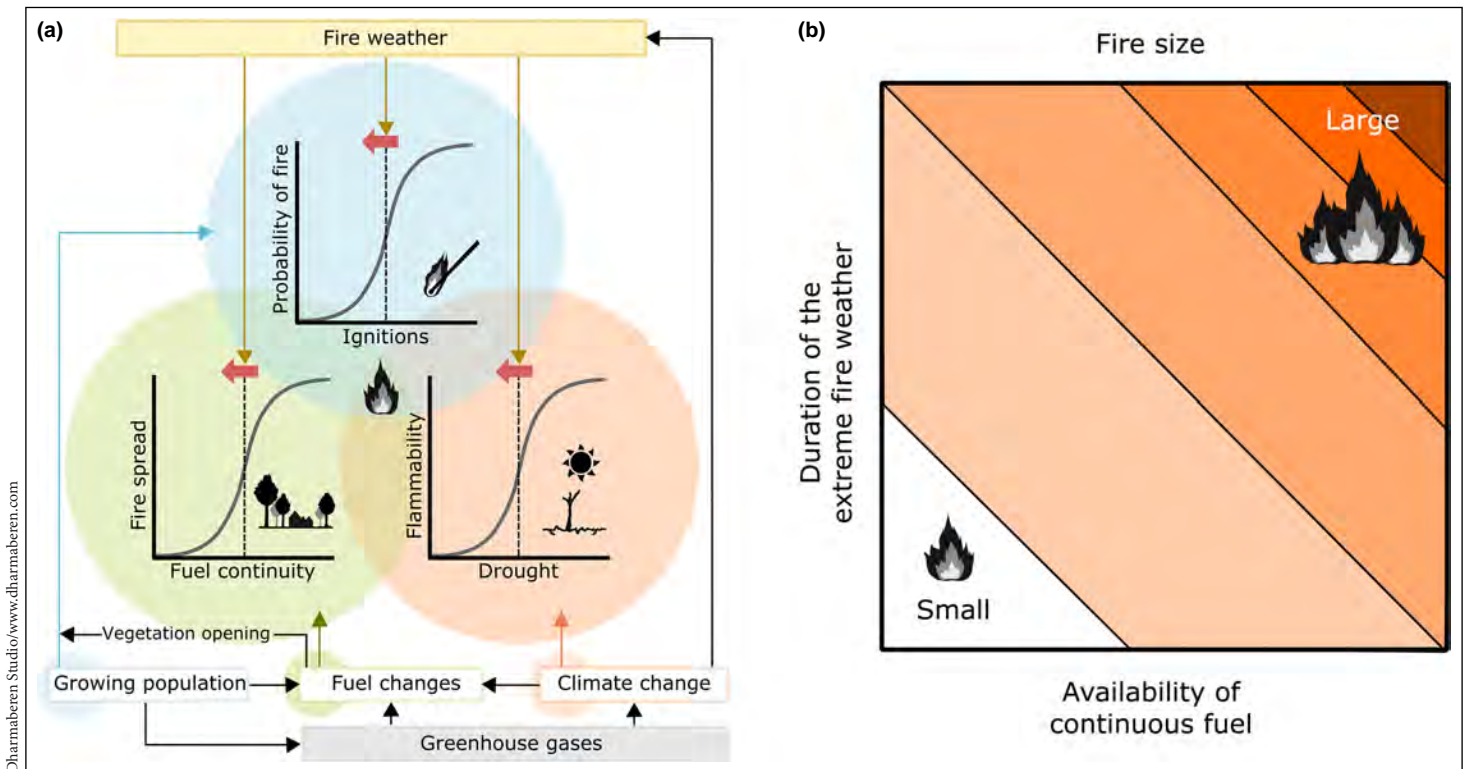 (a)
Fire weather
Probability of fire
Ignitions
Fire spread
Fuel continuity
Flammability
Drought
Vegetation opening
Growing population
Fuel changes
Climate change
Greenhouse gases
(b)
Fire size
Large
Small
Duration of the
extreme fire weather
Availability of
continuous fuel
Dharmaberen Studio/www.dharmaberen.com